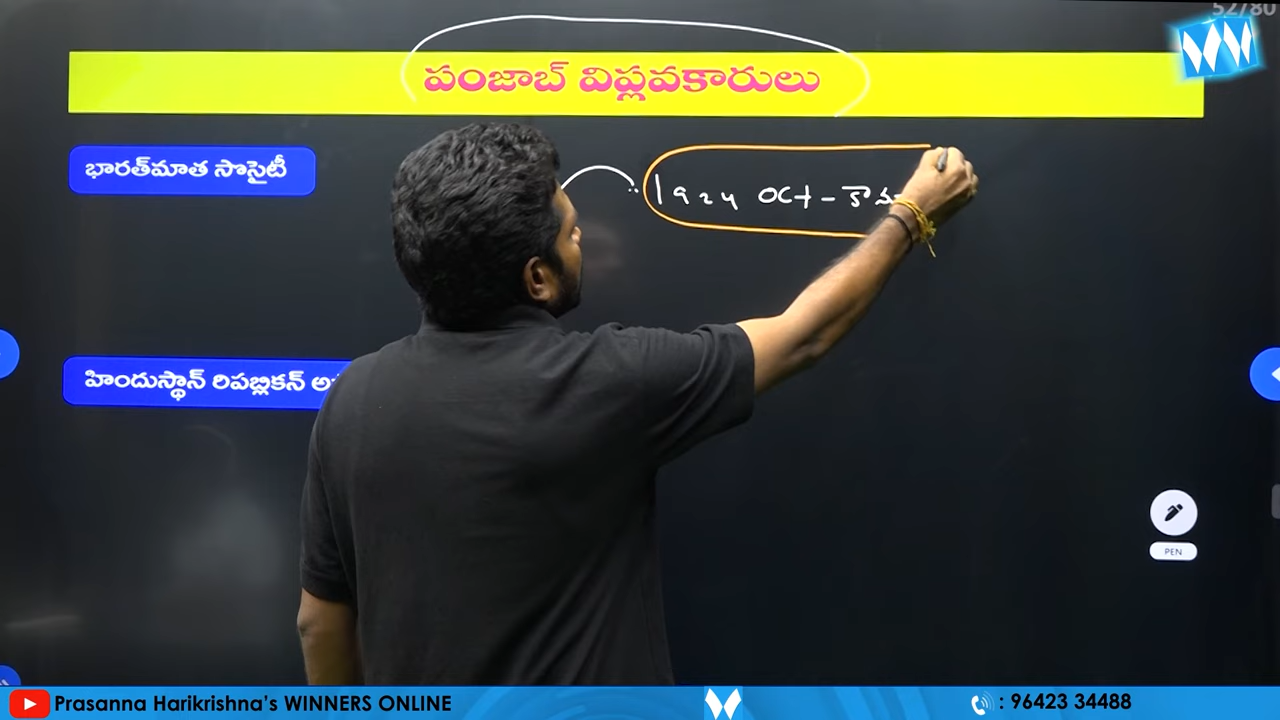 52/80
పంజాబ్ విప్లవకారులు
భారత్‌మాత సొసైటీ
1924 Oct -
హిందుస్థాన్ రిపబ్లికన్
PEN
Prasanna Harikrishna's WINNERS ONLINE
: 96423 34488